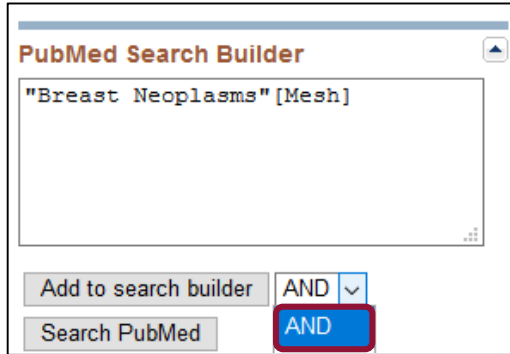 PubMed Search Builder
"Breast Neoplasms"[Mesh]
Add to search builder AND
Search PubMed AND